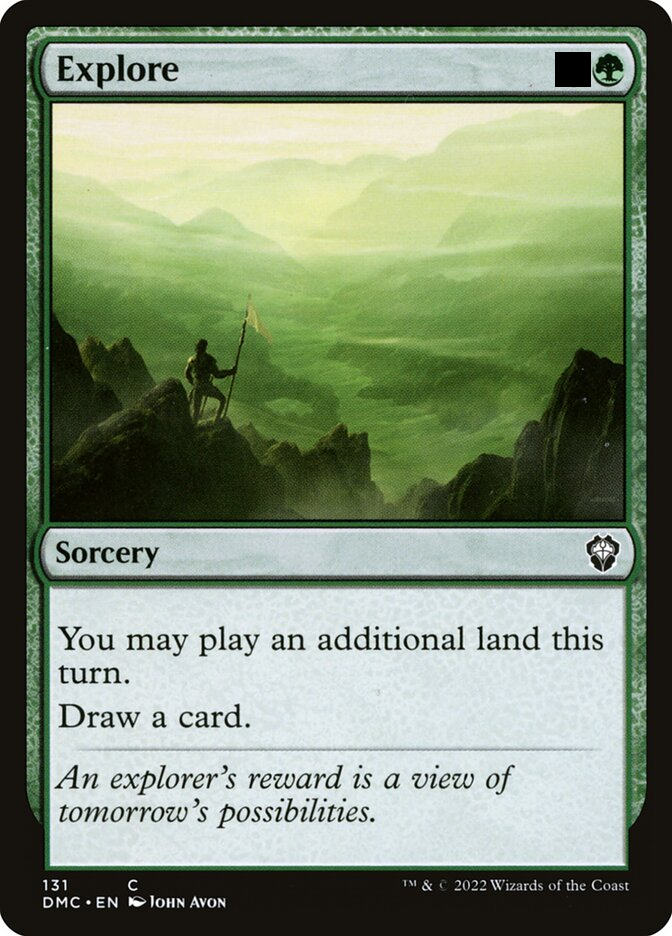 Explore
Sorcery
You may play an additional land this
turn.
Draw a card.
An explorer's reward is a view of
tomorrow's possibilities.
131 C
™ & © 2022 Wizards of the Coast
DMC • EN John Avon